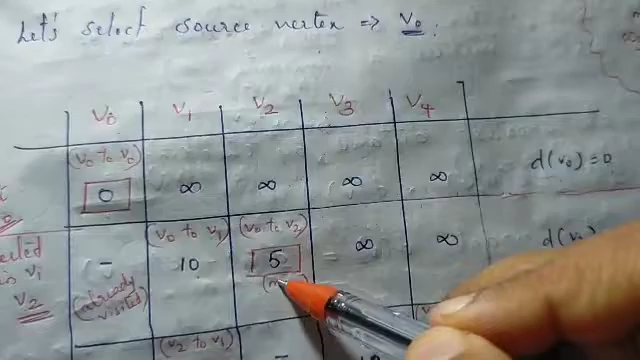 Let's select source vertex => V0.
V0 V1 V2 V3 V4
(V0 to V0)
0 ∞ ∞ ∞ ∞ d(V0)=0
(V0 to V1) (V0 to V2)
- 10 5 ∞ ∞
V1
V2
(already visited)
(V2 to V1)
-